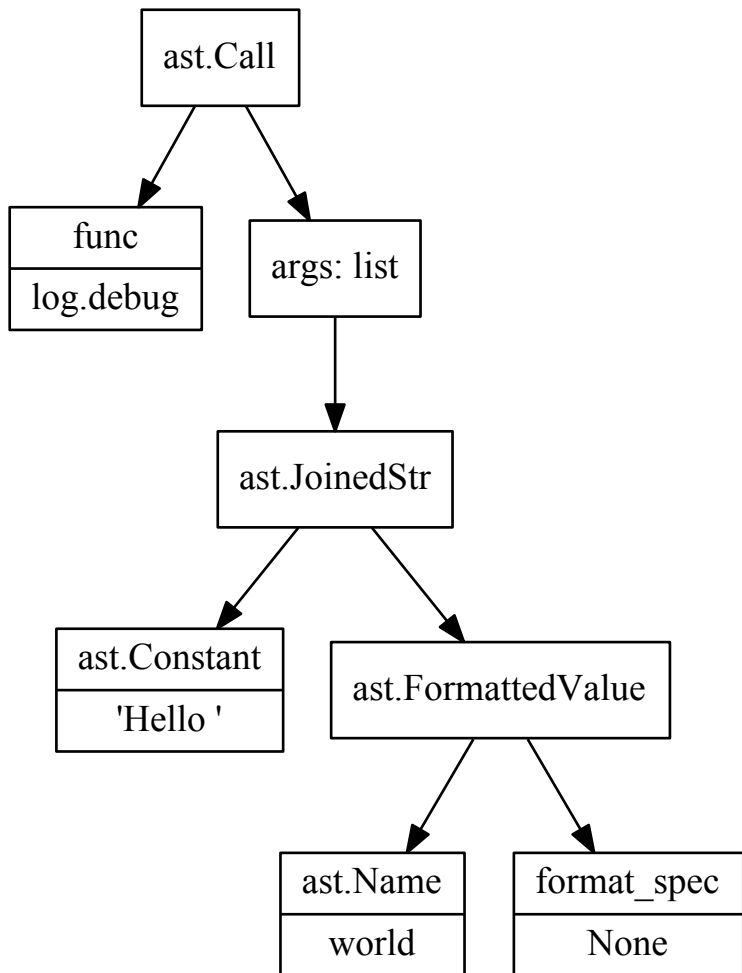 ast.Call
func
log.debug
args: list
ast.JoinedStr
ast.Constant
'Hello '
ast.FormattedValue
ast.Name
world
format_spec
None